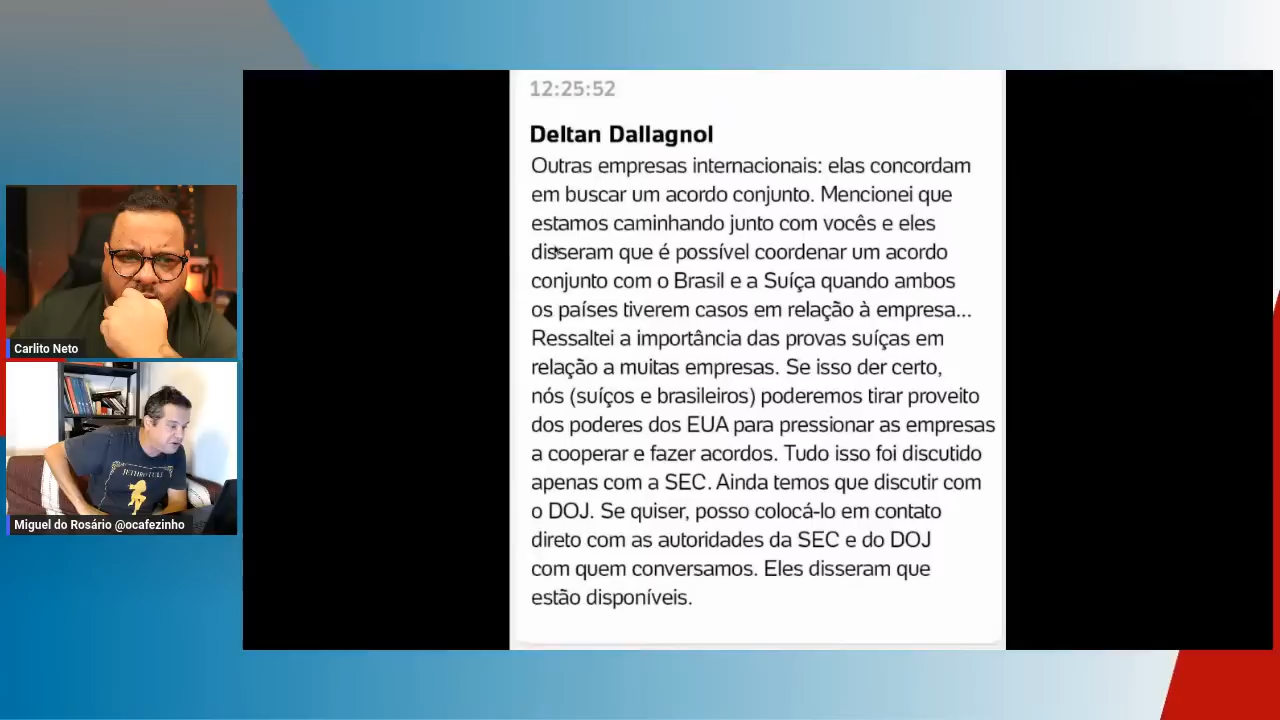 12:25:52
Deltan Dallagnol
Outras empresas internacionais: elas concordam
em buscar um acordo conjunto. Mencionei que
estamos caminhando junto com vocês e eles
disseram que é possível coordenar um acordo
conjunto com o Brasil e a Suíça quando ambos
os países tiverem casos em relação à empresa...
Ressaltei a importância das provas suíças em
relação a muitas empresas. Se isso der certo,
nós (suíços e brasileiros) poderemos tirar proveito
dos poderes dos EUA para pressionar as empresas
a cooperar e fazer acordos. Tudo isso foi discutido
apenas com a SEC. Ainda temos que discutir com
o DOJ. Se quiser, posso colocá-lo em contato
direto com as autoridades da SEC e do DOJ
com quem conversamos. Eles disseram que
estão disponíveis.
Carlito Neto
JETHRO TULL
Miguel do Rosário @ocafezinho